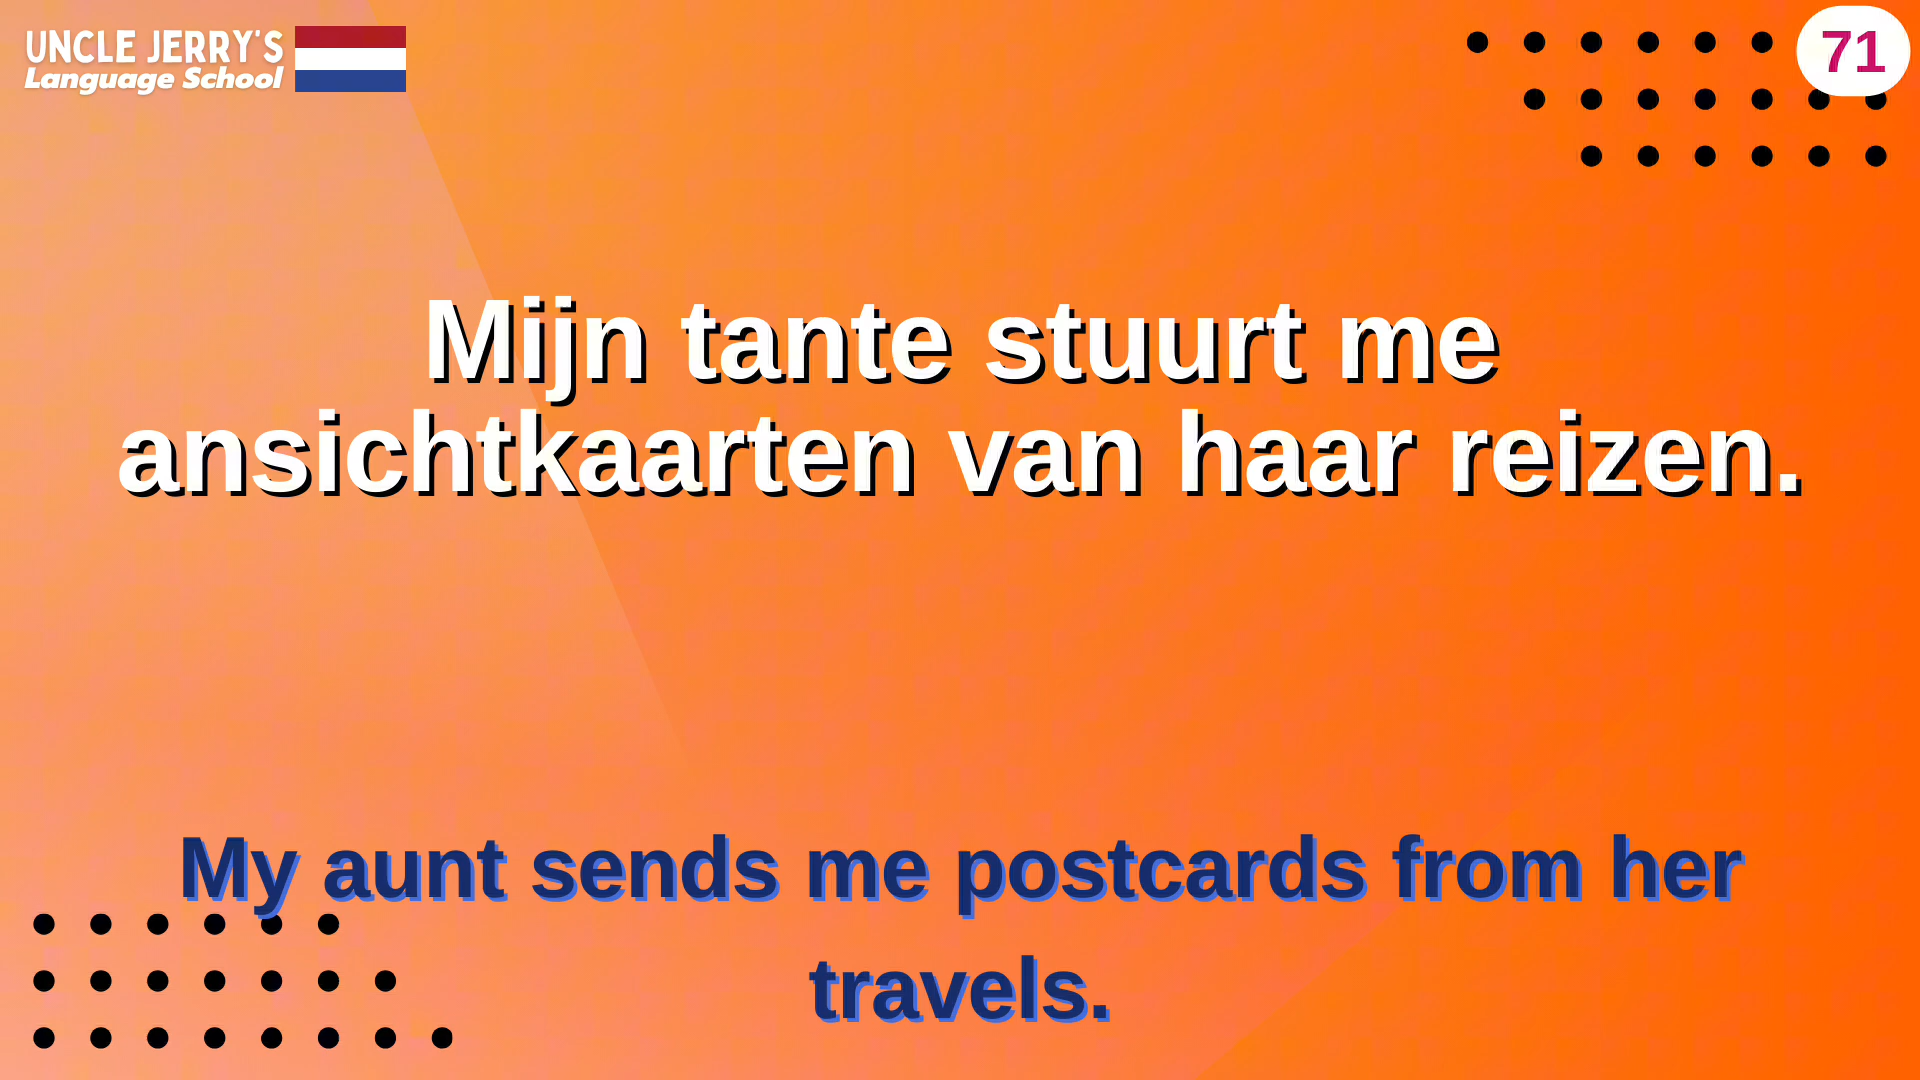 UNCLE JERRY'S
Language School
71
Mijn tante stuurt me
ansichtkaarten van haar reizen.
My aunt sends me postcards from her
travels.